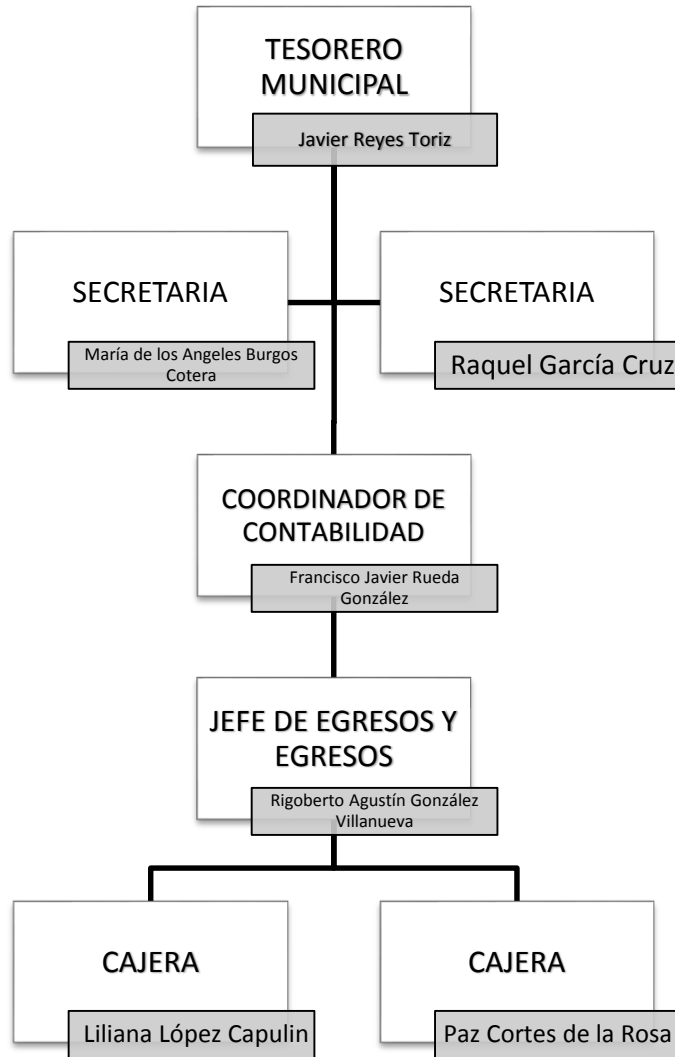 TESORERO
MUNICIPAL
Javier Reyes Toriz
SECRETARIA
María de los Angeles Burgos
Cotera
SECRETARIA
Raquel García Cruz
COORDINADOR DE
CONTABILIDAD
Francisco Javier Rueda
González
JEFE DE EGRESOS Y
EGRESOS
Rigoberto Agustín González
Villanueva
CAJERA
Liliana López Capulin
CAJERA
Paz Cortes de la Rosa